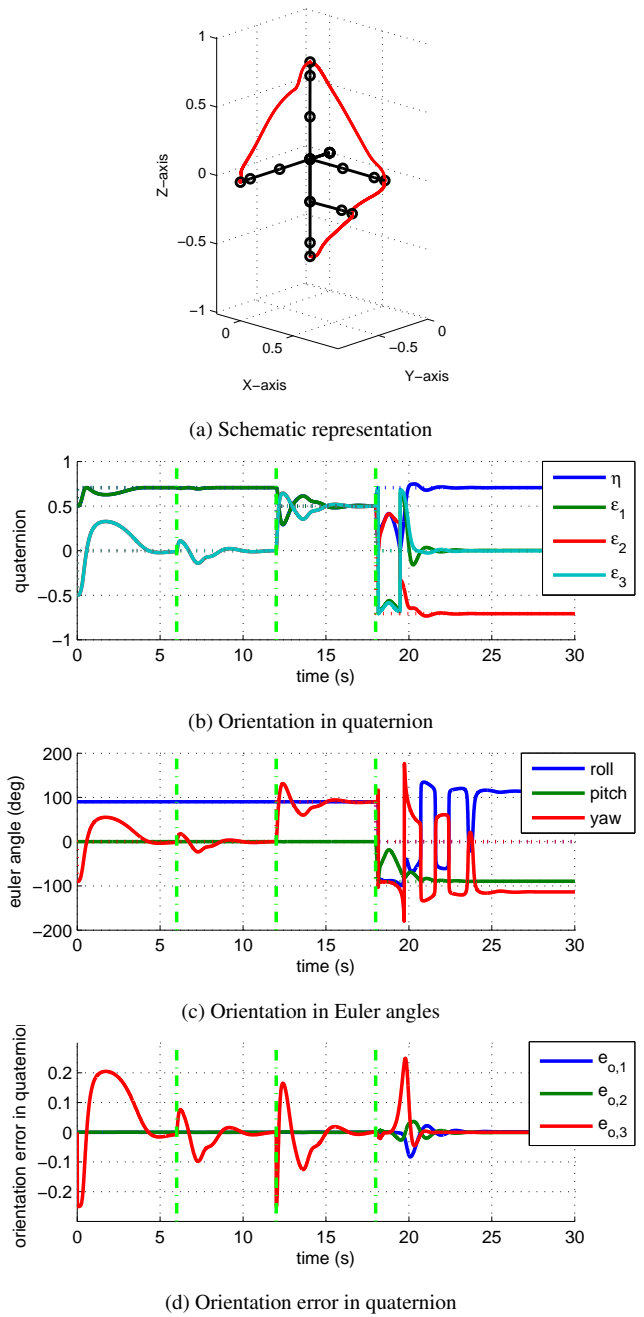 1
0.5
0
−0.5
−1
Z−axis
0
0.5
X−axis
−0.5
0
Y−axis
(a) Schematic representation
1
0.5
0
−0.5
−1
quaternion
0 5 10 15 20 25 30
time (s)
η
ε1
ε2
ε3
(b) Orientation in quaternion
200
100
0
−100
−200
euler angle (deg)
0 5 10 15 20 25 30
time (s)
roll
pitch
yaw
(c) Orientation in Euler angles
0.2
0.1
0
−0.1
−0.2
orientation error in quaternion
0 5 10 15 20 25 30
time (s)
eo,1
eo,2
eo,3
(d) Orientation error in quaternion